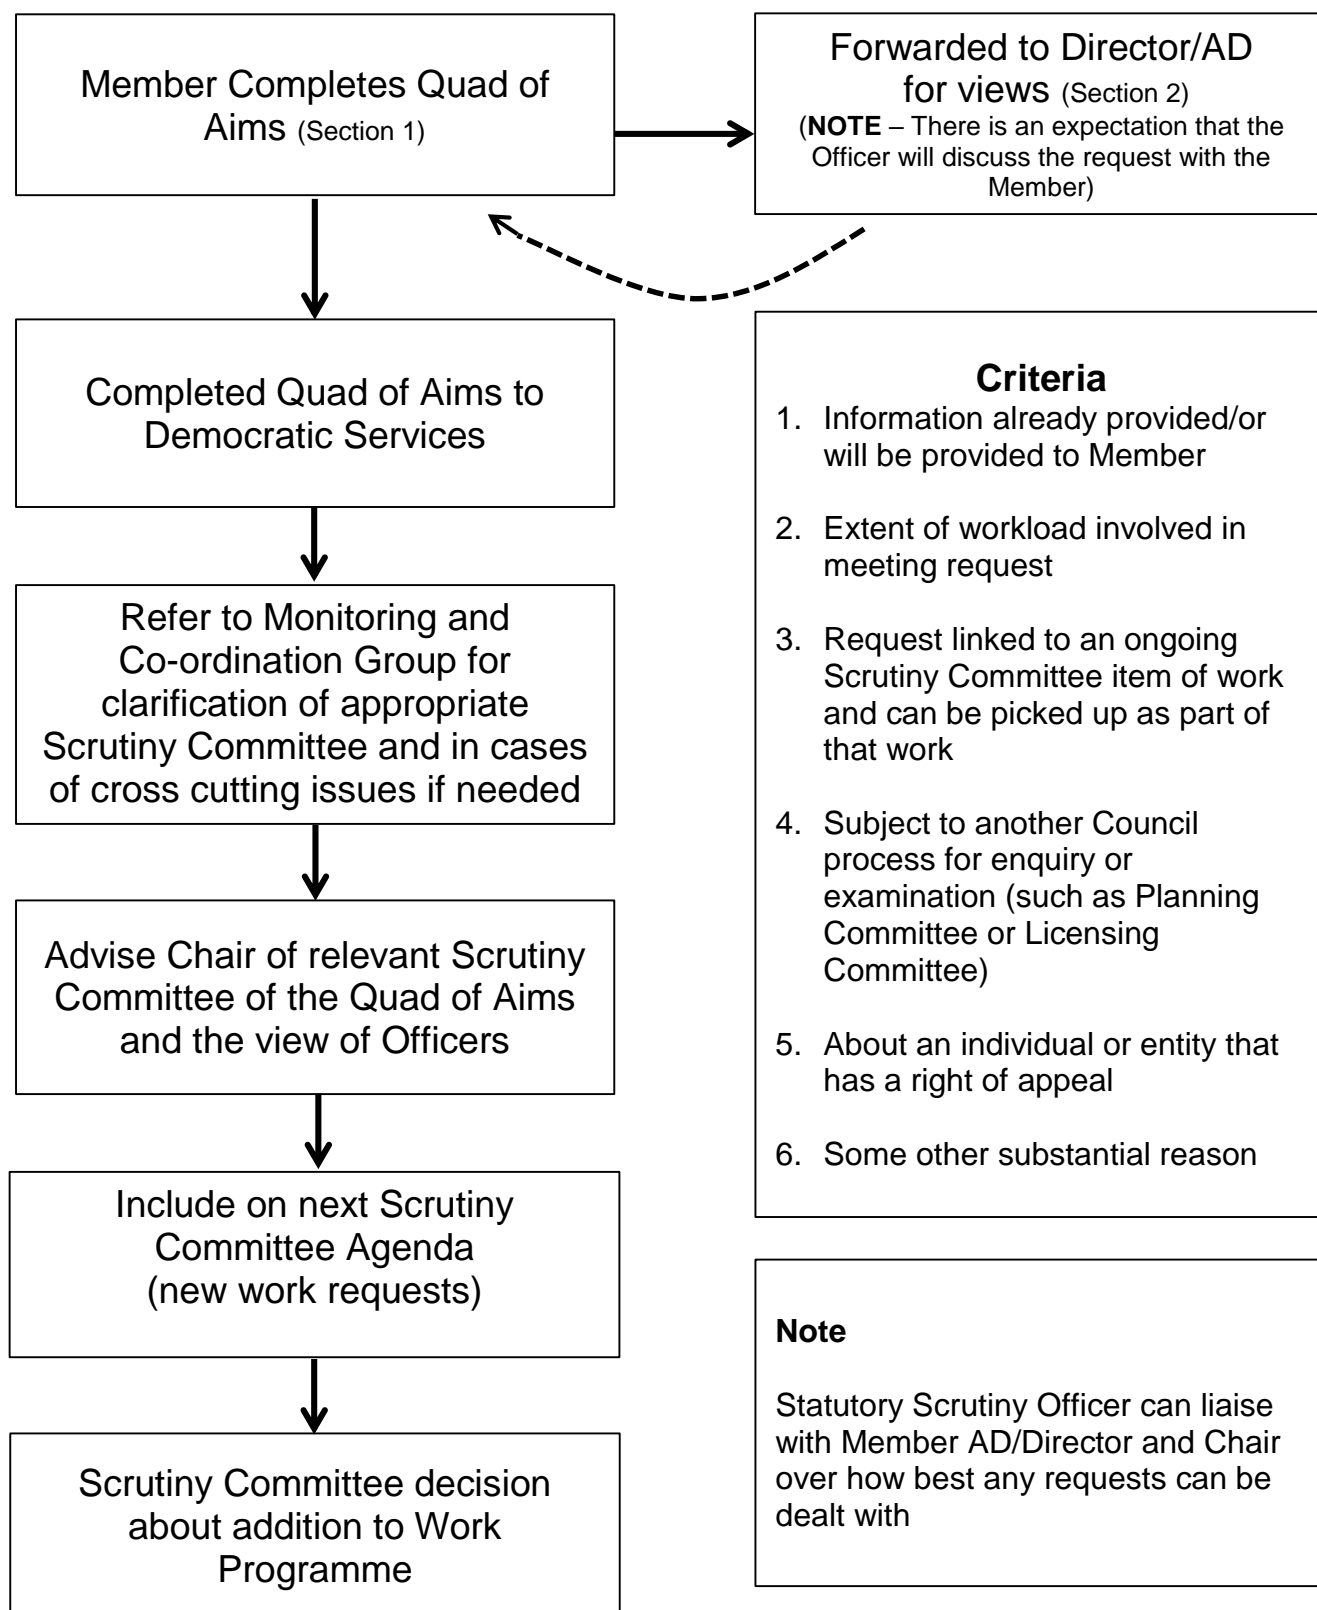 Member Completes Quad of
Aims (Section 1)
Forwarded to Director/AD
for views (Section 2)
(NOTE – There is an expectation that the
Officer will discuss the request with the
Member)
Completed Quad of Aims to
Democratic Services
Refer to Monitoring and
Co-ordination Group for
clarification of appropriate
Scrutiny Committee and in cases
of cross cutting issues if needed
Advise Chair of relevant Scrutiny
Committee of the Quad of Aims
and the view of Officers
Include on next Scrutiny
Committee Agenda
(new work requests)
Scrutiny Committee decision
about addition to Work
Programme
Criteria
1. Information already provided/or
will be provided to Member
2. Extent of workload involved in
meeting request
3. Request linked to an ongoing
Scrutiny Committee item of work
and can be picked up as part of
that work
4. Subject to another Council
process for enquiry or
examination (such as Planning
Committee or Licensing
Committee)
5. About an individual or entity that
has a right of appeal
6. Some other substantial reason
Note
Statutory Scrutiny Officer can liaise
with Member AD/Director and Chair
over how best any requests can be
dealt with